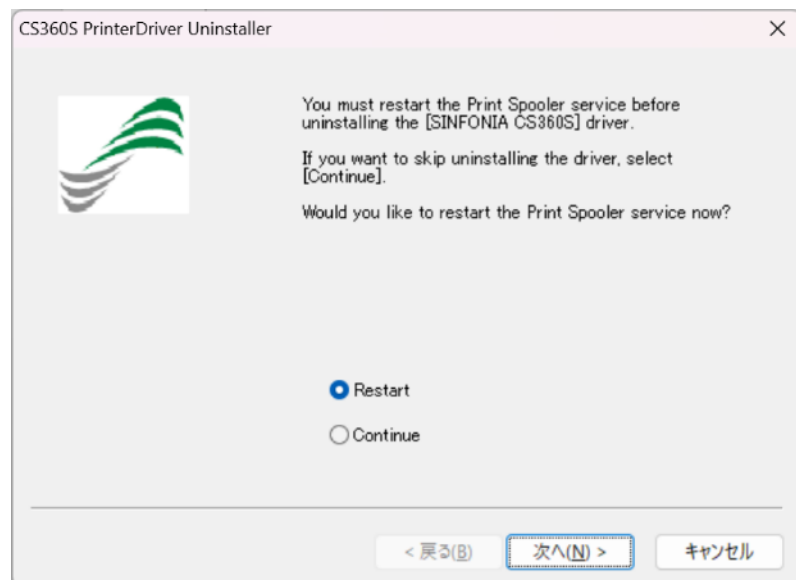 CS360S PrinterDriver Uninstaller
You must restart the Print Spooler service before
uninstalling the [SINFONIA CS360S] driver.
If you want to skip uninstalling the driver, select
[Continue].
Would you like to restart the Print Spooler service now?
Restart
Continue
< 戻る(B)
次へ(N) >
キャンセル